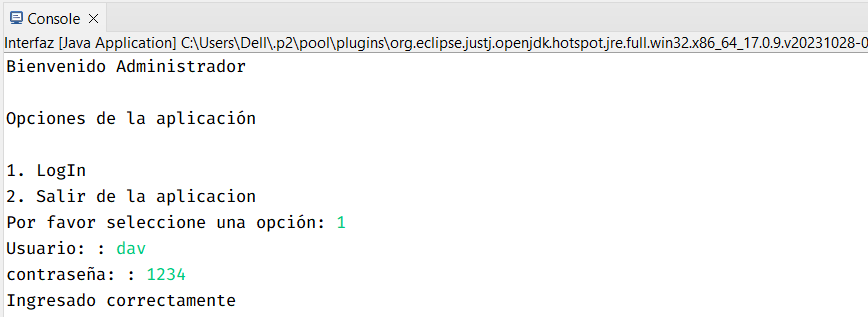 Console
Interfaz [Java Application] C:\Users\Dell\.p2\pool\plugins\org.eclipse.justj.openjdk.hotspot.jre.full.win32.x86_64_17.0.9.v20231028-0
Bienvenido Administrador
Opciones de la aplicación
1. LogIn
2. Salir de la aplicacion
Por favor seleccione una opción: 1
Usuario: : dav
contraseña: : 1234
Ingresado correctamente